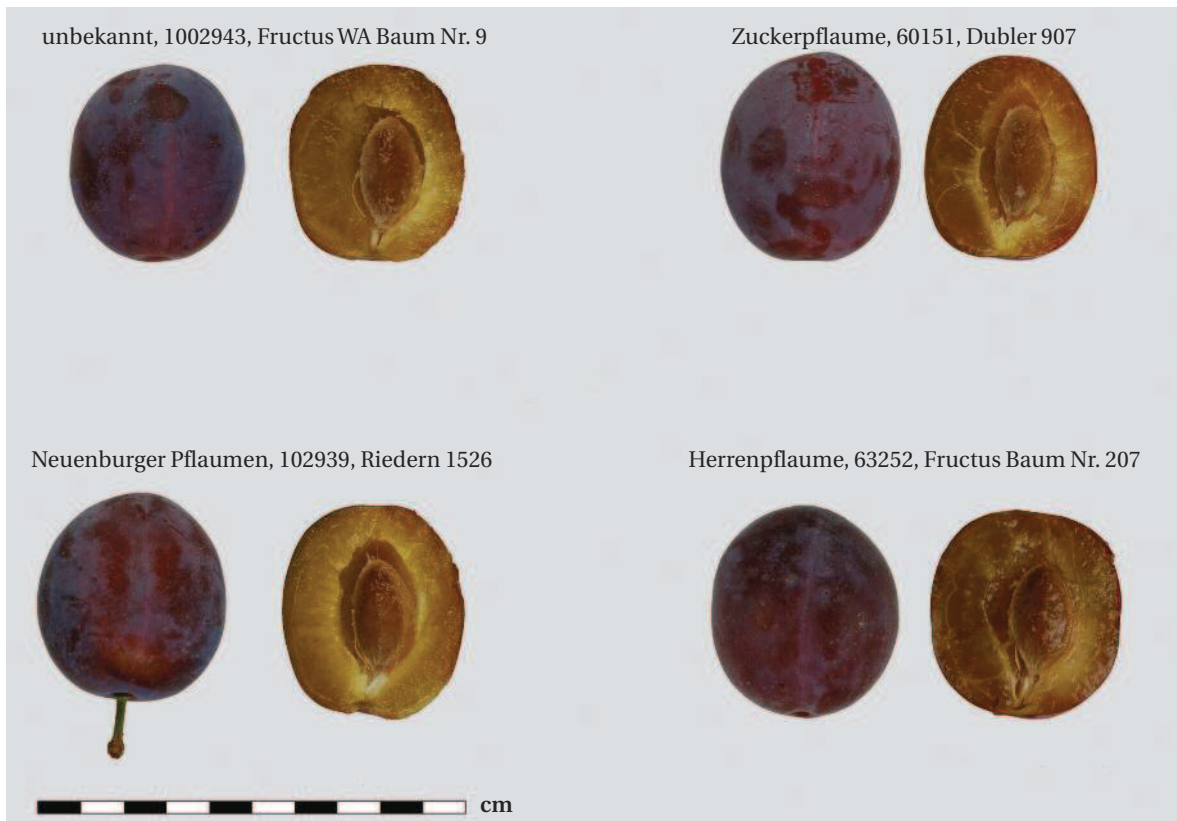 unbekannt, 1002943, Fructus WA Baum Nr. 9
Zuckerpflaume, 60151, Dubler 907
Neuenburger Pflaumen, 102939, Riedern 1526
Herrenpflaume, 63252, Fructus Baum Nr. 207
cm